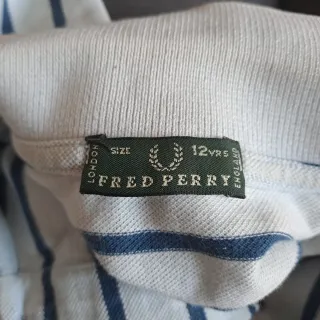 SIZE 12YRS
LONDON
FRED PERRY
ENGLAND